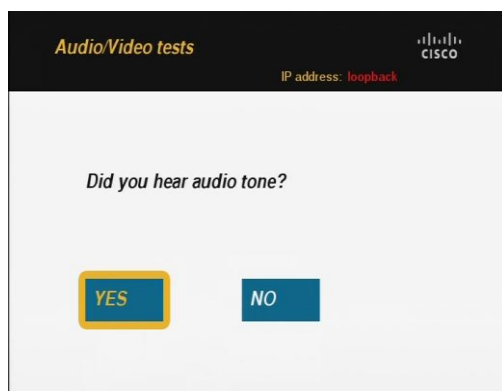 Audio/Video tests
CISCO
IP address: loopback
Did you hear audio tone?
YES
NO